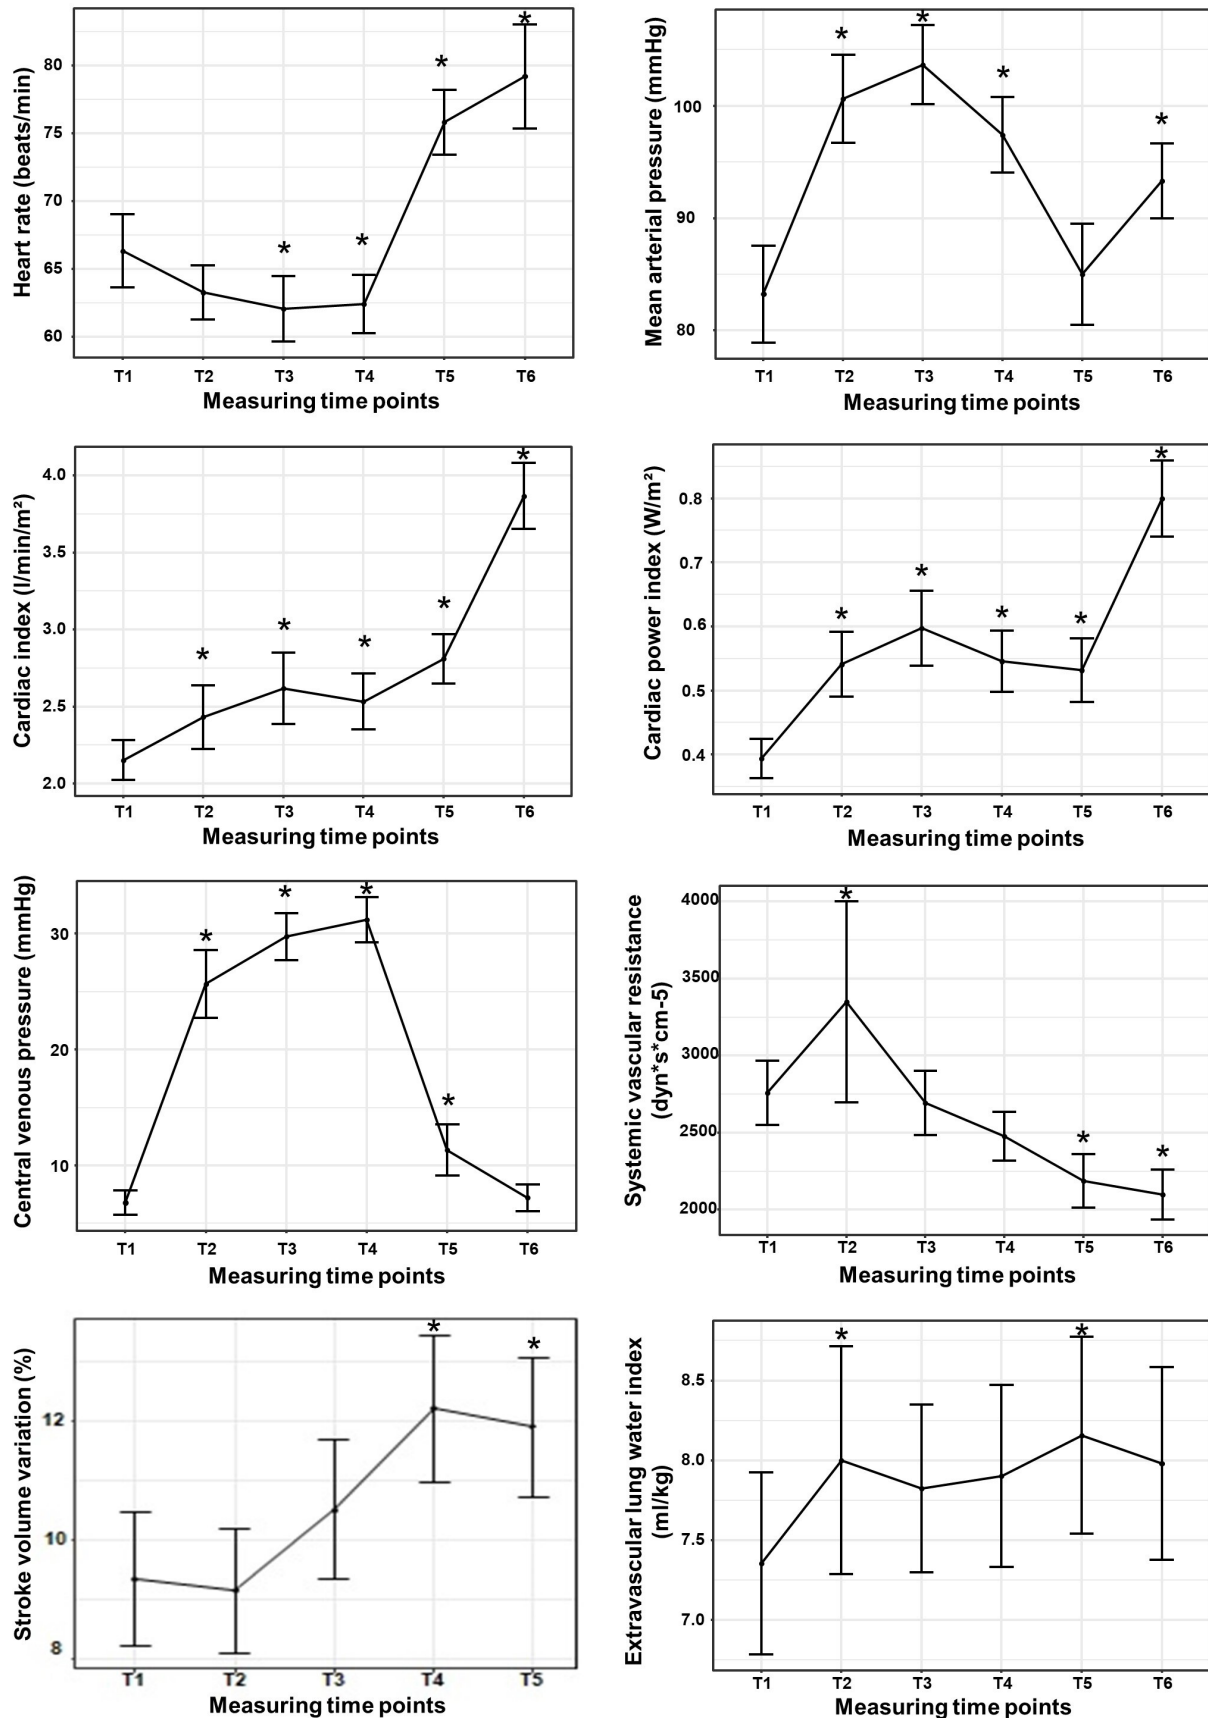 Heart rate (beats/min)
80
75
70
65
60
*
*
*
*
T1 T2 T3 T4 T5 T6
Measuring time points
Mean arterial pressure (mmHg)
100
90
80
*
*
*
*
T1 T2 T3 T4 T5 T6
Measuring time points
Cardiac index (l/min/m²)
4.0
3.5
3.0
2.5
2.0
*
*
*
*
*
T1 T2 T3 T4 T5 T6
Measuring time points
Cardiac power index (W/m²)
0.8
0.7
0.6
0.5
0.4
*
*
*
*
*
T1 T2 T3 T4 T5 T6
Measuring time points
Central venous pressure (mmHg)
30
20
10
*
*
*
*
T1 T2 T3 T4 T5 T6
Measuring time points
Systemic vascular resistance
(dyn*s*cm-5)
4000
3500
3000
2500
2000
*
*
*
T1 T2 T3 T4 T5 T6
Measuring time points
Stroke volume variation (%)
12
10
8
*
*
T1 T2 T3 T4 T5
Measuring time points
Extravascular lung water index
(ml/kg)
8.5
8.0
7.5
7.0
*
*
T1 T2 T3 T4 T5 T6
Measuring time points